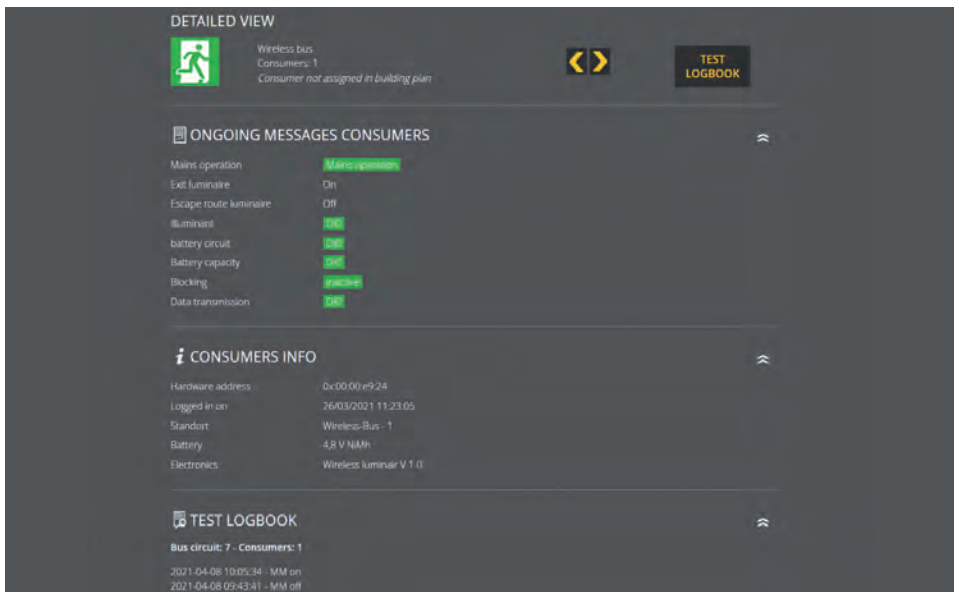 DETAILED VIEW
Wireless bus
Consumers: 1
Consumer not assigned in building plan
TEST
LOGBOOK
ONGOING MESSAGES CONSUMERS
Mains operation Mains operation
Exit luminaire On
Escape route luminaire Off
Illuminant
battery circuit
Battery capacity
Blocking inactive
Data transmission
CONSUMERS INFO
Hardware address 0x:00:00:e9:24
Logged in on 26/03/2021 11:23:05
Standort Wireless-Bus - 1
Battery 4,8 V NiMh
Electronics Wireless luminair V 1.0
TEST LOGBOOK
Bus circuit: 7 - Consumers: 1
2021-04-08 10:05:34 - MM on
2021-04-08 09:43:41 - MM off